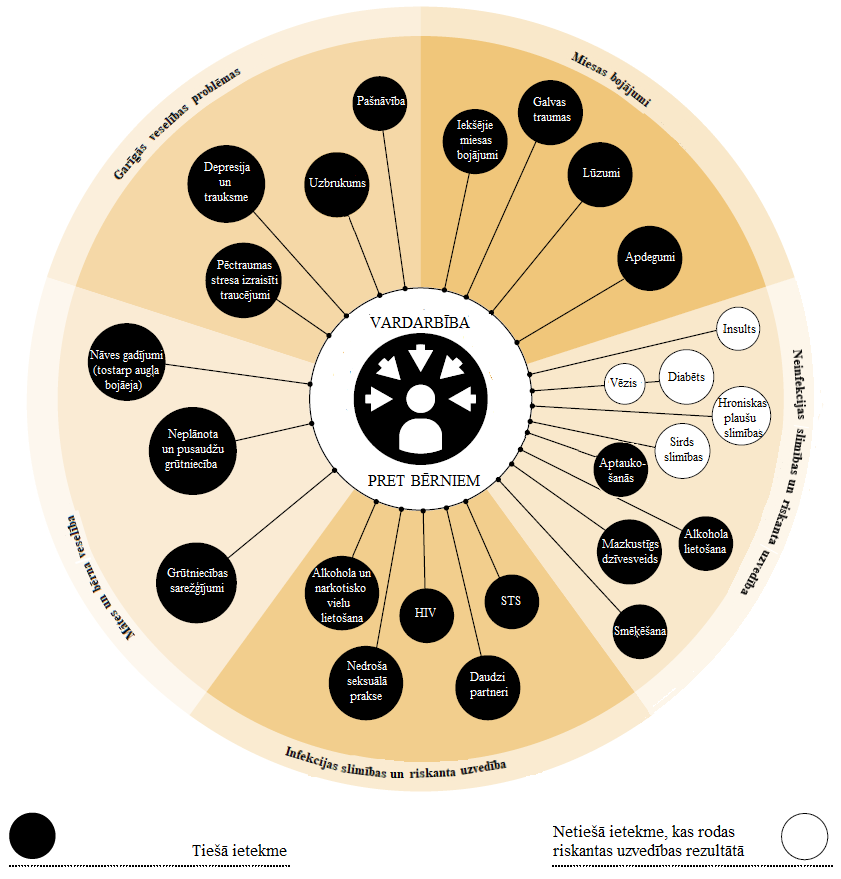 Garīgās veselības problēmas
Miesas bojājumi
Pašnāvība
Depresija
un
trauksme
Uzbrukums
Pēctraumas
stresa izraisīti
traucējumi
Iekšējie
miesas
bojājumi
Galvas
traumas
Lūzumi
Apdegumi
VARDARBĪBA
PRET BĒRNIEM
Nāves gadījumi
(tostarp augļa
bojāeja)
Neplānota
un pusaudžu
grūtniecība
Grūtniecības
sarežģījumi
Mātes un bērna veselība
Insults
Vēzis
Diabēts
Hroniskas
plaušu
slimības
Sirds
slimības
Aptauko-
šanās
Alkohola
lietošana
Mazkustīgs
dzīvesveids
Smēķēšana
Neinfekcijas slimības un riskanta uzvedība
Alkohola un
narkotisko
vielu
lietošana
HIV
STS
Nedroša
seksuālā
prakse
Daudzi
partneri
Infekcijas slimības un riskanta uzvedība
Tiešā ietekme
Netiešā ietekme, kas rodas
riskantas uzvedības rezultātā